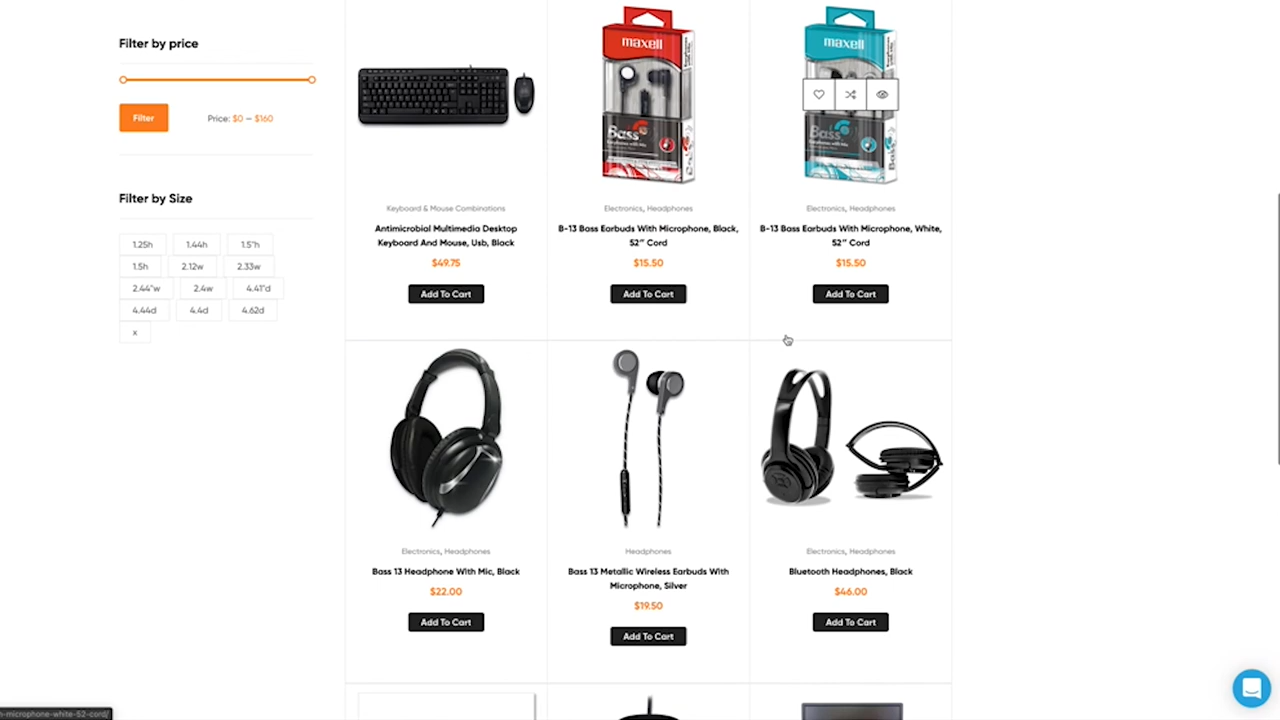 Filter by price
Filter
Price: $0 — $160
Filter by Size
1.25h
1.44h
1.5"h
1.5h
2.12w
2.33w
2.44"w
2.4w
4.41"d
4.44d
4.4d
4.62d
x
maxell
Bass
maxell
Bass
Keyboard & Mouse Combinations
Antimicrobial Multimedia Desktop
Keyboard And Mouse, Usb, Black
$49.75
Add To Cart
Electronics, Headphones
B-13 Bass Earbuds With Microphone, Black,
52" Cord
$15.50
Add To Cart
Electronics, Headphones
B-13 Bass Earbuds With Microphone, White,
52" Cord
$15.50
Add To Cart
Electronics, Headphones
Bass 13 Headphone With Mic, Black
$22.00
Add To Cart
Headphones
Bass 13 Metallic Wireless Earbuds With
Microphone, Silver
$19.50
Add To Cart
Electronics, Headphones
Bluetooth Headphones, Black
$46.00
Add To Cart
n-microphone-white-52-cord/